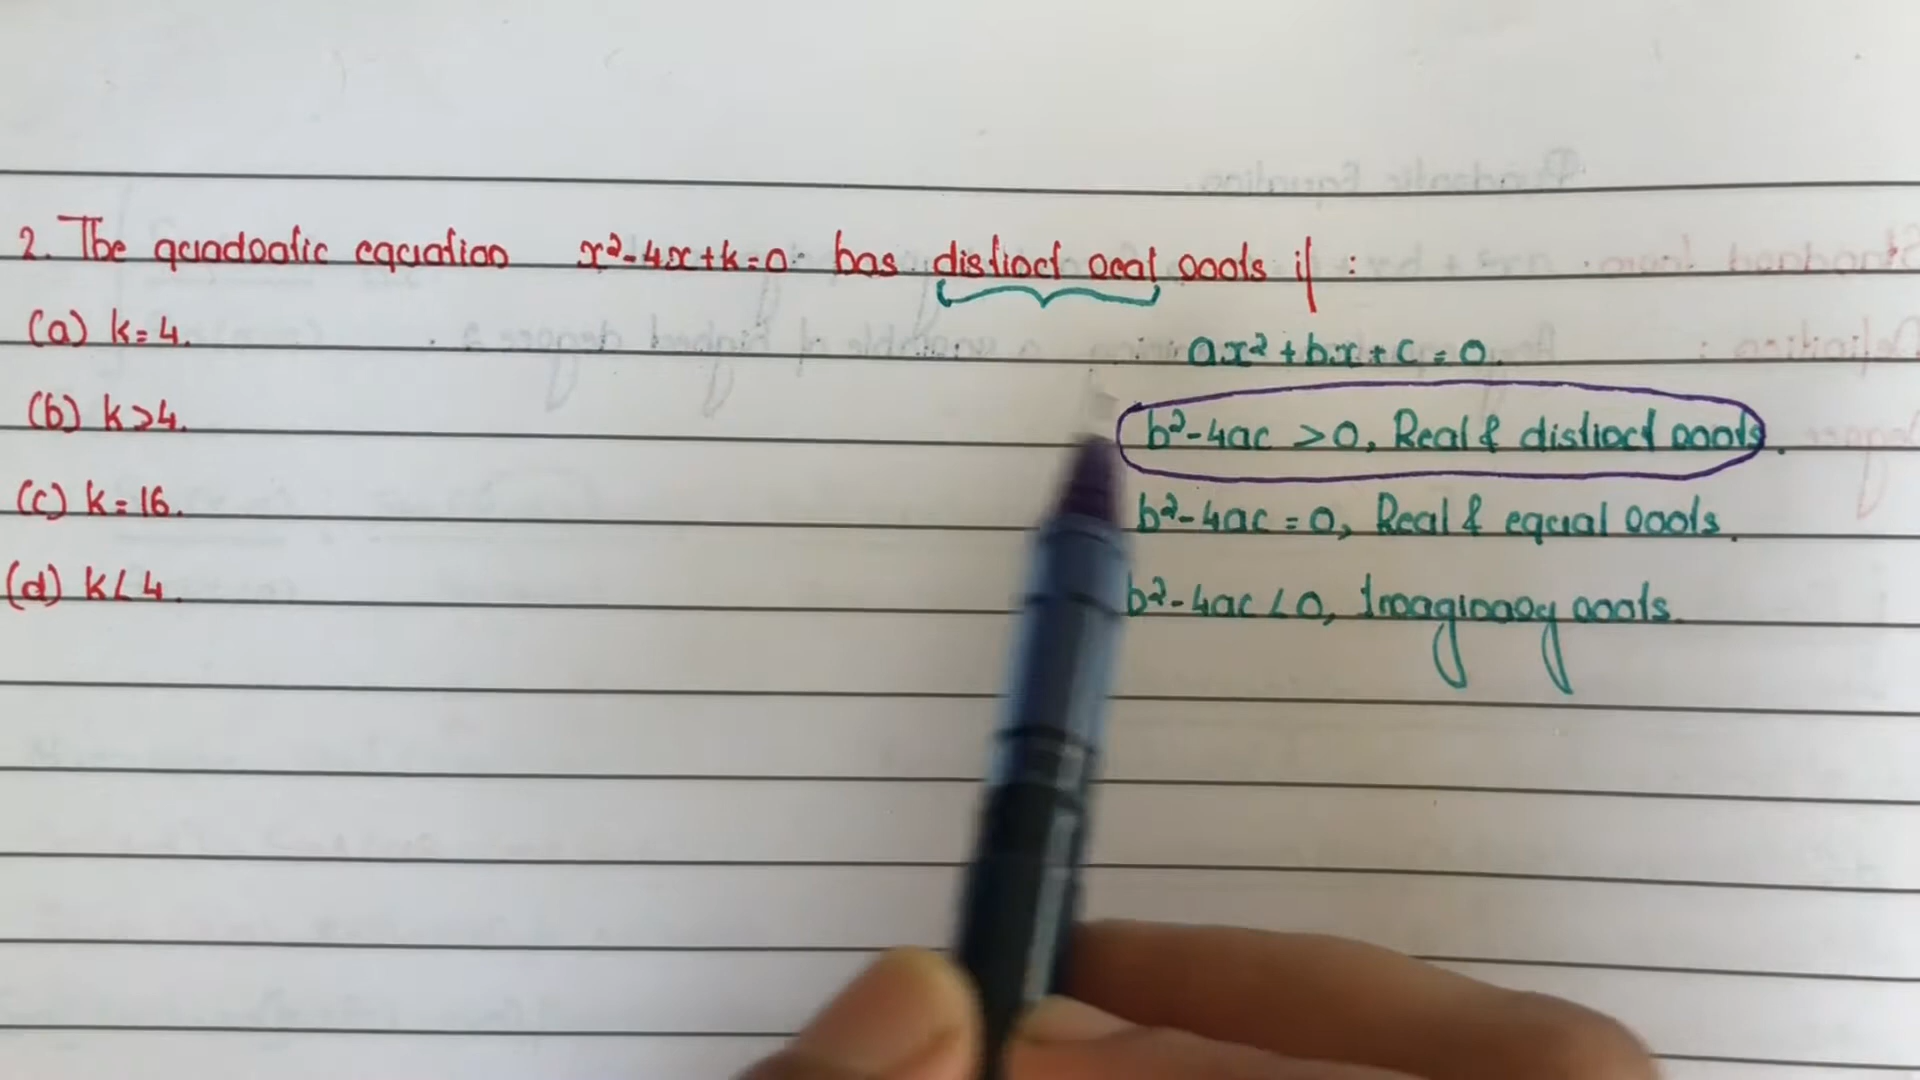 2. The quadratic equation x²-4x+k=0 has distinct real roots if :
(a) k=4.
ax²+bx+c=0.
(b) k>4.
b²-4ac >0, Real & distinct roots.
(c) k=16.
b²-4ac =0, Real & equal roots.
(d) k<4.
b²-4ac <0, Imaginary roots.